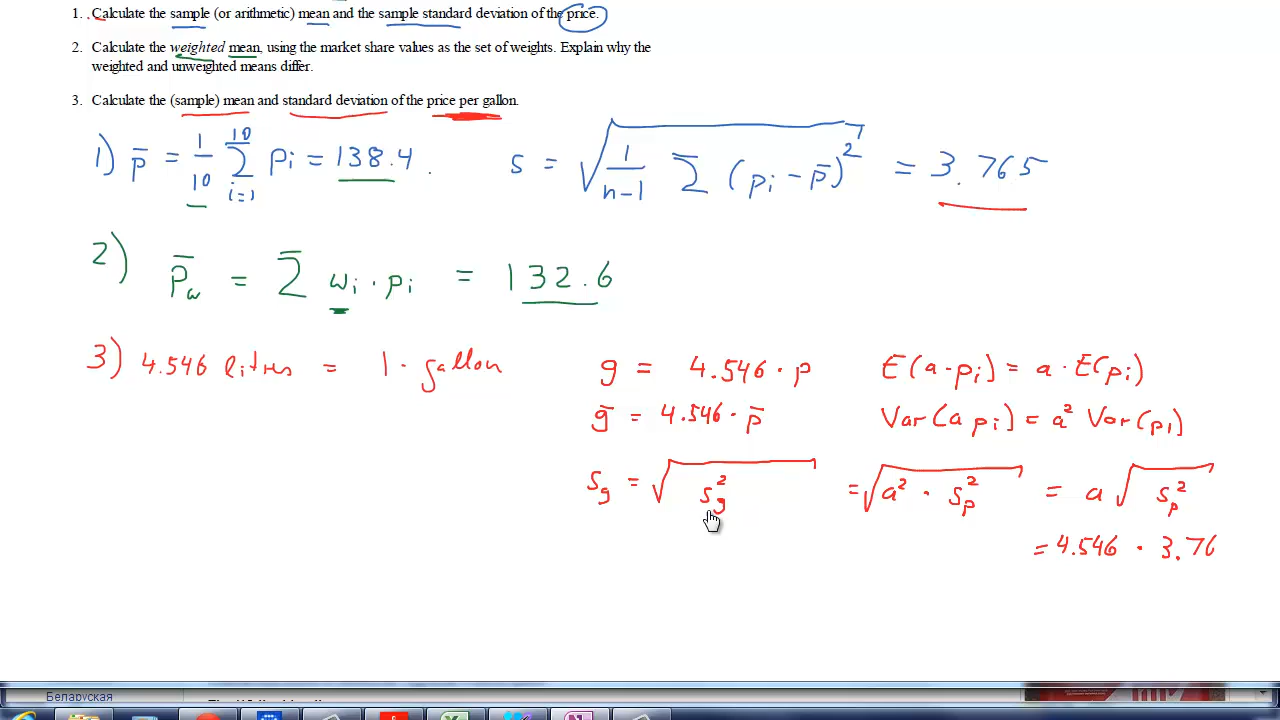 1. Calculate the sample (or arithmetic) mean and the sample standard deviation of the price.
2. Calculate the weighted mean, using the market share values as the set of weights. Explain why the
weighted and unweighted means differ.
3. Calculate the (sample) mean and standard deviation of the price per gallon.
1) p̄ = 1/10 10 Σ i=1 pi = 138.4 . s = √ 1/n-1 Σ (pi - p̄)² = 3.765
2) P̄w = Σ wi · pi = 132.6
3) 4.546 litres = 1 · gallon g = 4.546 · p E(a·pi) = a · E(pi)
ḡ = 4.546 · p̄ Var(a pi) = a² Var(pi)
sg = √ sg² = √ a² · sp² = a √ sp²
= 4.546 · 3.76
Беларуская